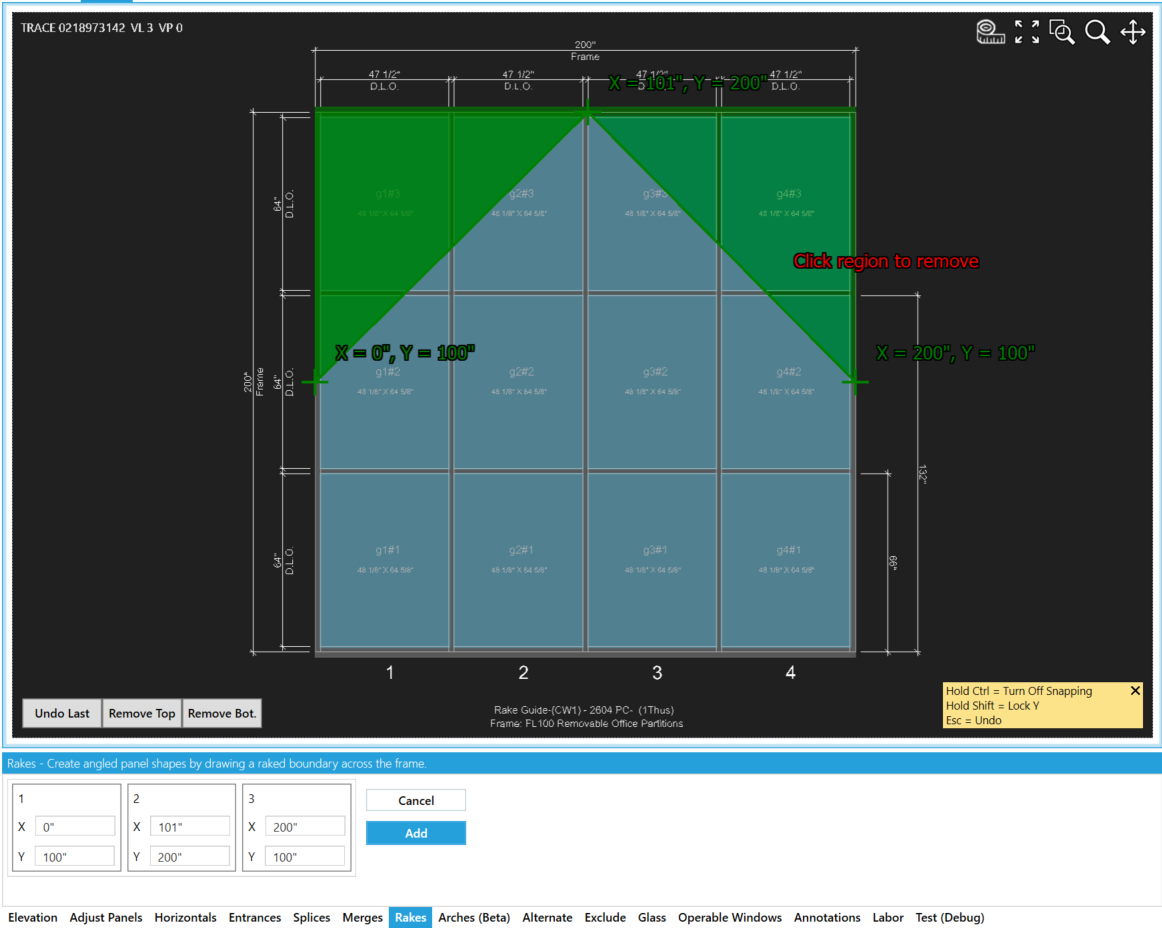 TRACE 0218973142 VL 3 VP 0
200"
Frame
47 1/2" 47 1/2" 47 1/2" 47 1/2"
D.L.O. D.L.O. D.L.O. D.L.O.
X = 101", Y = 200"
g1#3 g2#3 g3#3 g4#3
48 1/8" X 64 5/8" 48 1/8" X 64 5/8" 48 1/8" X 64 5/8" 48 1/8" X 64 5/8"
64"
D.L.O.
Click region to remove
X = 0", Y = 100"
X = 200", Y = 100"
200"
Frame
64"
D.L.O.
g1#2 g2#2 g3#2 g4#2
48 1/8" X 64 5/8" 48 1/8" X 64 5/8" 48 1/8" X 64 5/8" 48 1/8" X 64 5/8"
132"
64"
D.L.O.
g1#1 g2#1 g3#1 g4#1
48 1/8" X 64 5/8" 48 1/8" X 64 5/8" 48 1/8" X 64 5/8" 48 1/8" X 64 5/8"
66"
1 2 3 4
Undo Last Remove Top Remove Bot.
Rake Guide-(CW1) - 2604 PC- (1Thus)
Frame: FL100 Removable Office Partitions
Hold Ctrl = Turn Off Snapping
Hold Shift = Lock Y
Esc = Undo
Rakes - Create angled panel shapes by drawing a raked boundary across the frame.
1 2 3
X 0" X 101" X 200"
Y 100" Y 200" Y 100"
Cancel
Add
Elevation Adjust Panels Horizontals Entrances Splices Merges Rakes Arches (Beta) Alternate Exclude Glass Operable Windows Annotations Labor Test (Debug)